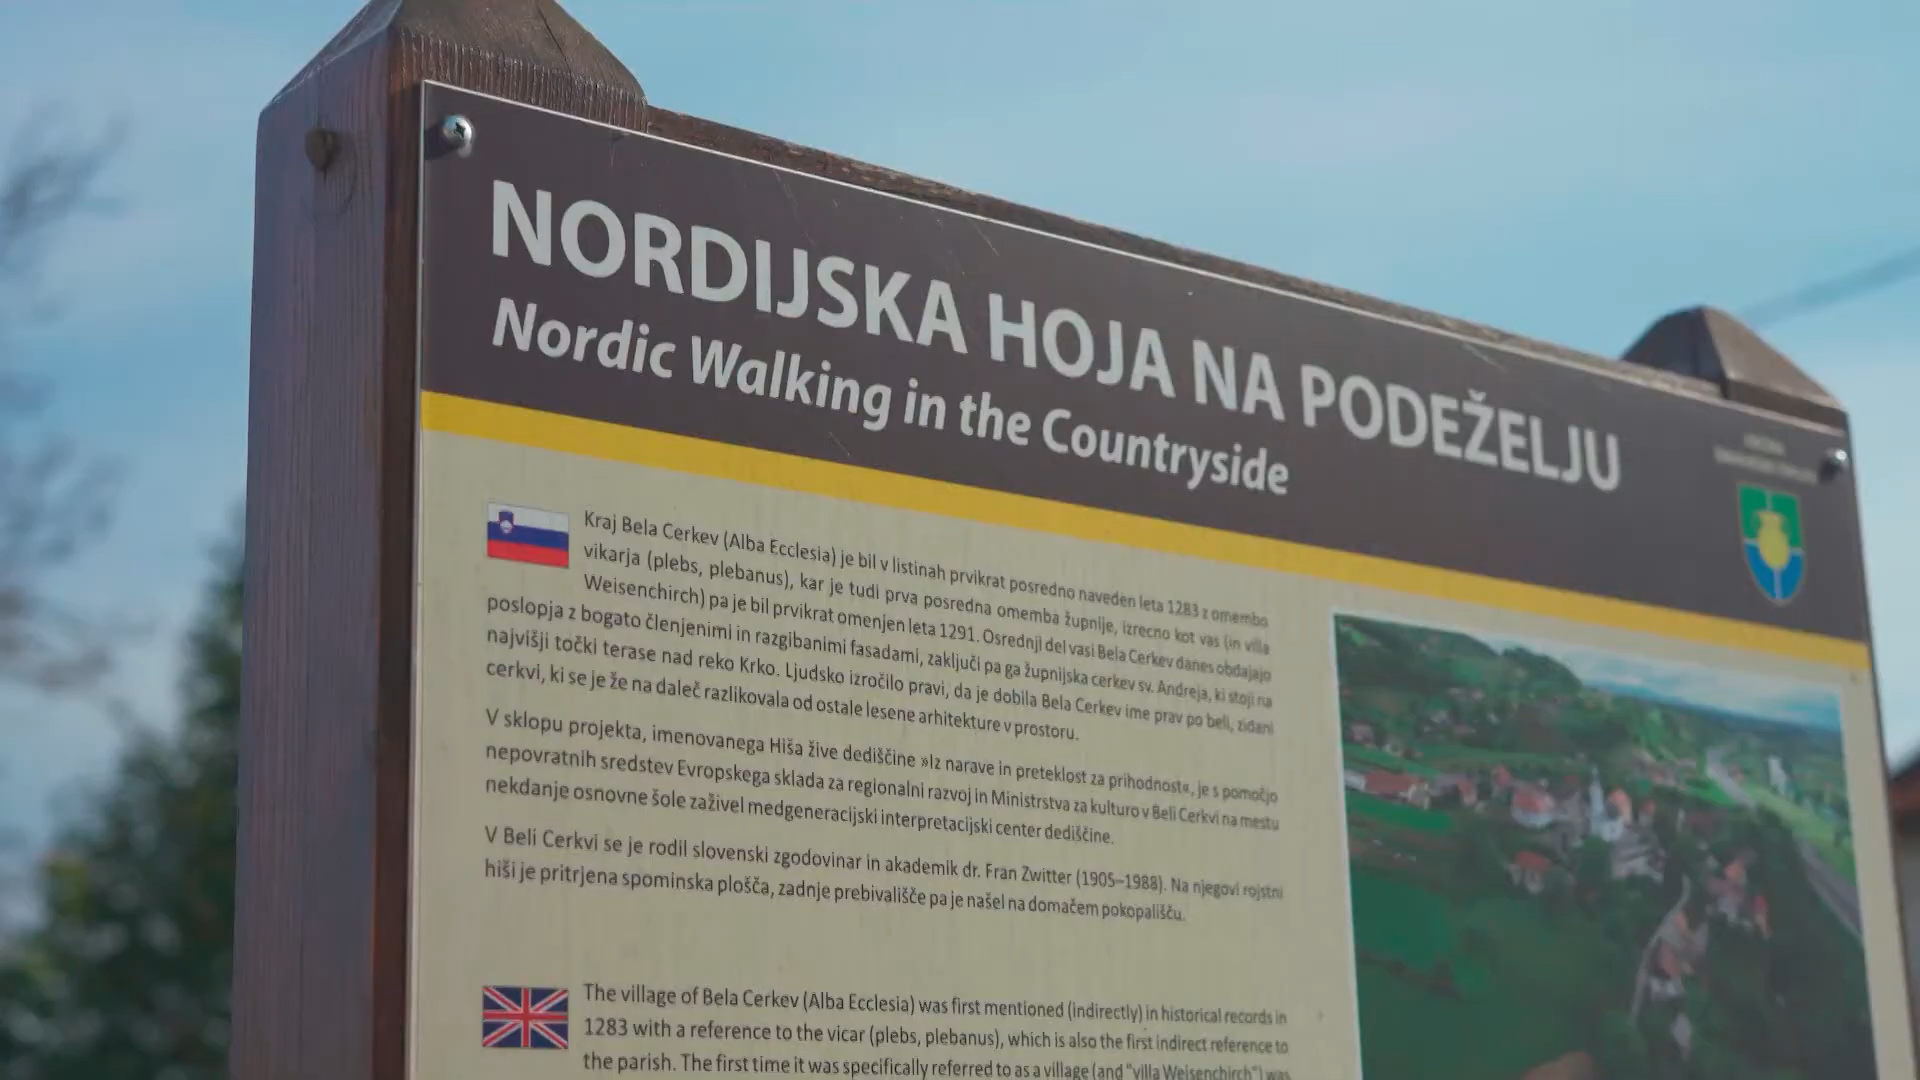 NORDIJSKA HOJA NA PODEŽELJU
Nordic Walking in the Countryside
Kraj Bela Cerkev (Alba Ecclesia) je bil v listinah prvikrat posredno naveden leta 1283 z omembo
vikarja (plebs, plebanus), kar je tudi prva posredna omemba župnije, izrecno kot vas (in villa
Weisenchirch) pa je bil prvikrat omenjen leta 1291. Osrednji del vasi Bela Cerkev danes obdajajo
poslopja z bogato členjenimi in razgibanimi fasadami, zaključi pa ga župnijska cerkev sv. Andreja, ki stoji na
najvišji točki terase nad reko Krko. Ljudsko izročilo pravi, da je dobila Bela Cerkev ime prav po beli, zidani
cerkvi, ki se je že na daleč razlikovala od ostale lesene arhitekture v prostoru.
V sklopu projekta, imenovanega Hiša žive dediščine »Iz narave in preteklost za prihodnost«, je s pomočjo
nepovratnih sredstev Evropskega sklada za regionalni razvoj in Ministrstva za kulturo v Beli Cerkvi na mestu
nekdanje osnovne šole zaživel medgeneracijski interpretacijski center dediščine.
V Beli Cerkvi se je rodil slovenski zgodovinar in akademik dr. Fran Zwitter (1905–1988). Na njegovi rojstni
hiši je pritrjena spominska plošča, zadnje prebivališče pa je našel na domačem pokopališču.
The village of Bela Cerkev (Alba Ecclesia) was first mentioned (indirectly) in historical records in
1283 with a reference to the vicar (plebs, plebanus), which is also the first indirect reference to
the parish. The first time it was specifically referred to as a village (and "villa Weisenchirch") was